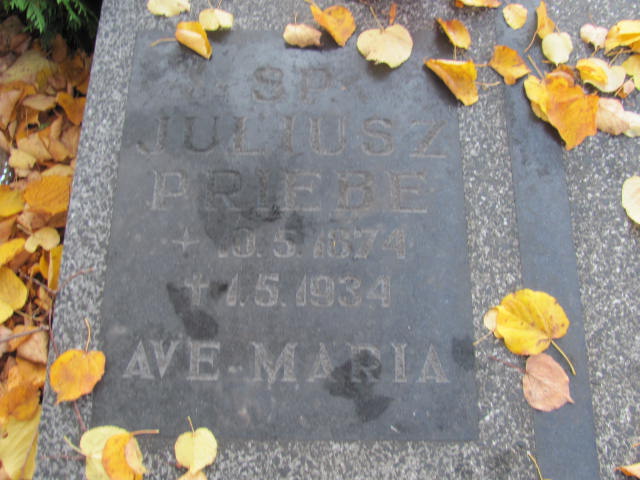 SP.
JULIUSZ
PRIEBE
* 10.5.1874
† 1.5.1934
AVE-MARIA